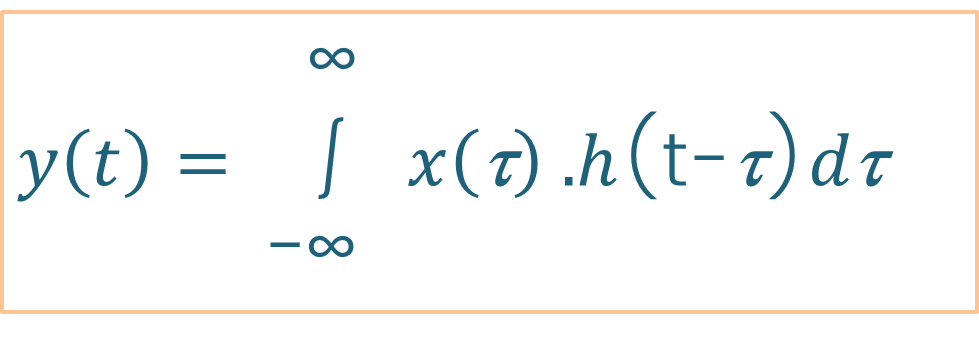 ∞
y(t) = ∫ x(τ) .h(t-τ)dτ
−∞